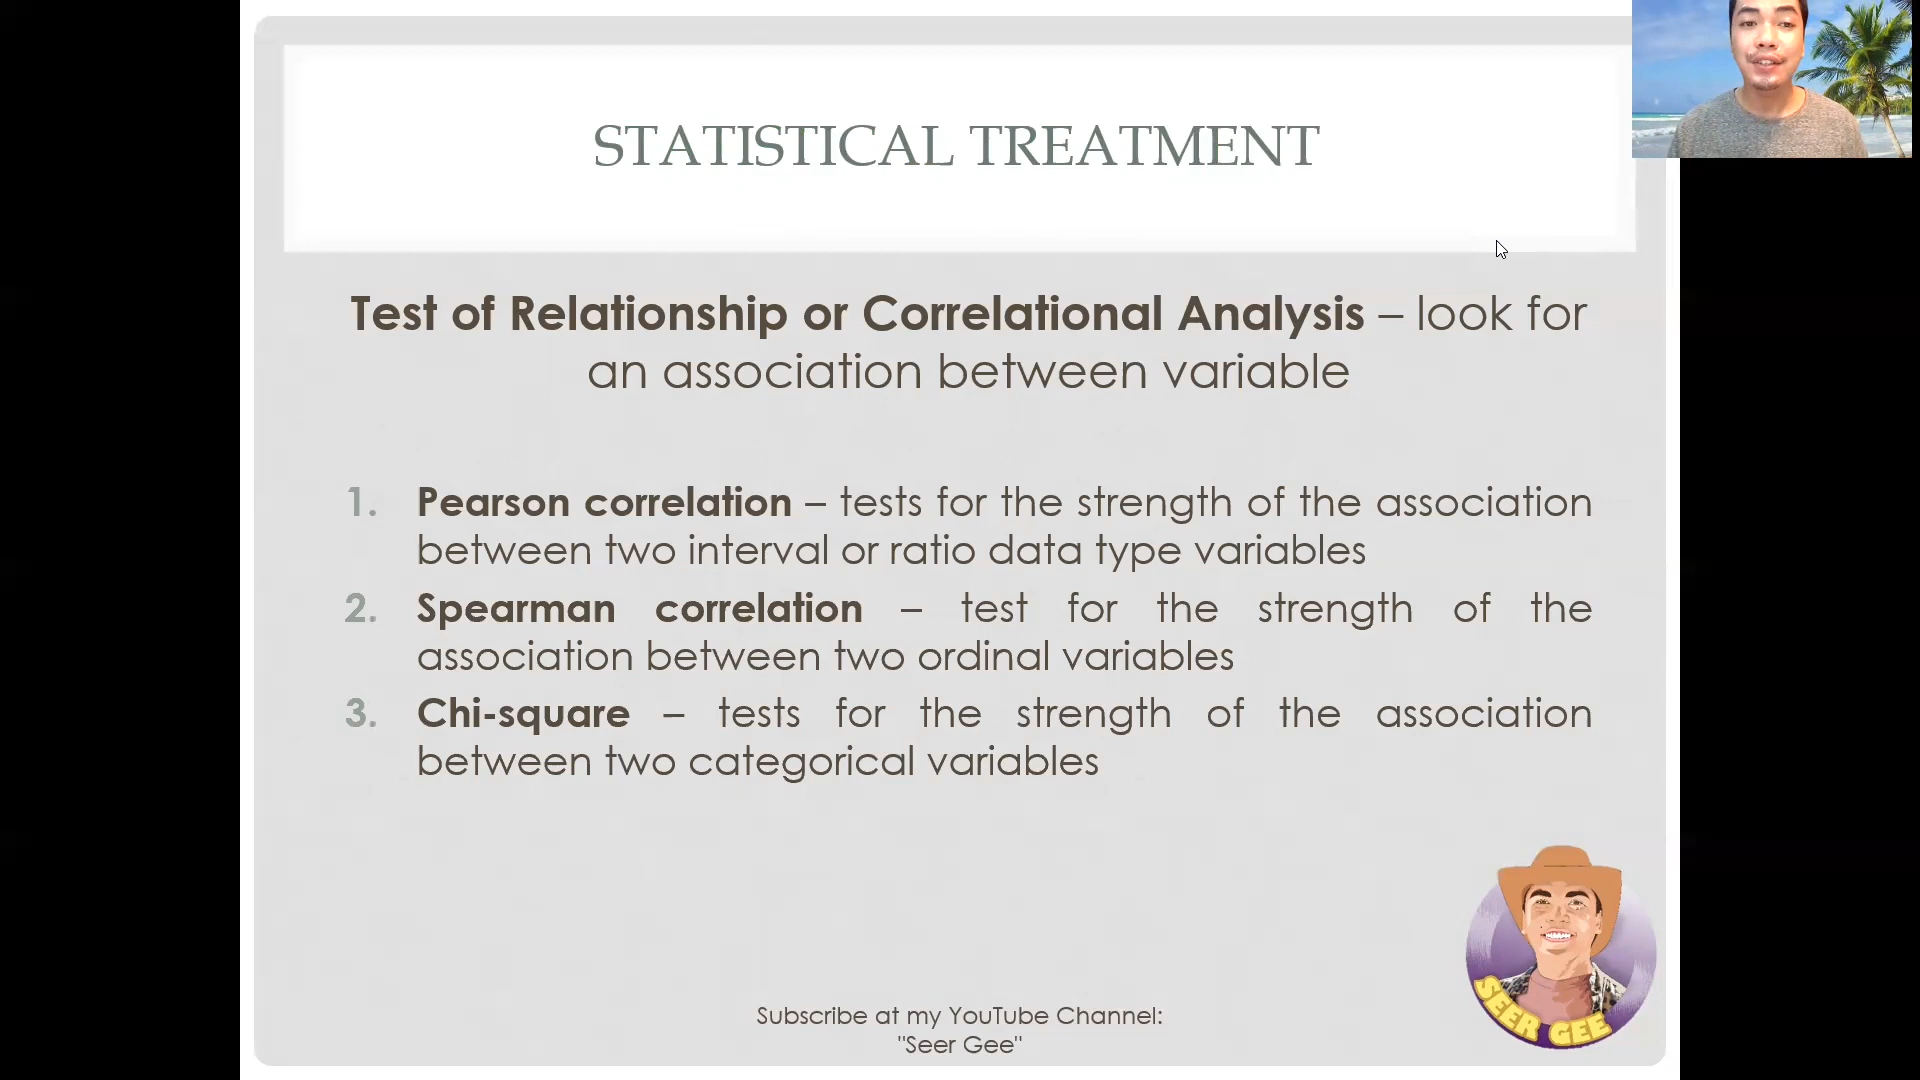 STATISTICAL TREATMENT
Test of Relationship or Correlational Analysis – look for
an association between variable
1. Pearson correlation – tests for the strength of the association
between two interval or ratio data type variables
2. Spearman correlation – test for the strength of the
association between two ordinal variables
3. Chi-square – tests for the strength of the association
between two categorical variables
SEER GEE
Subscribe at my YouTube Channel:
"Seer Gee"